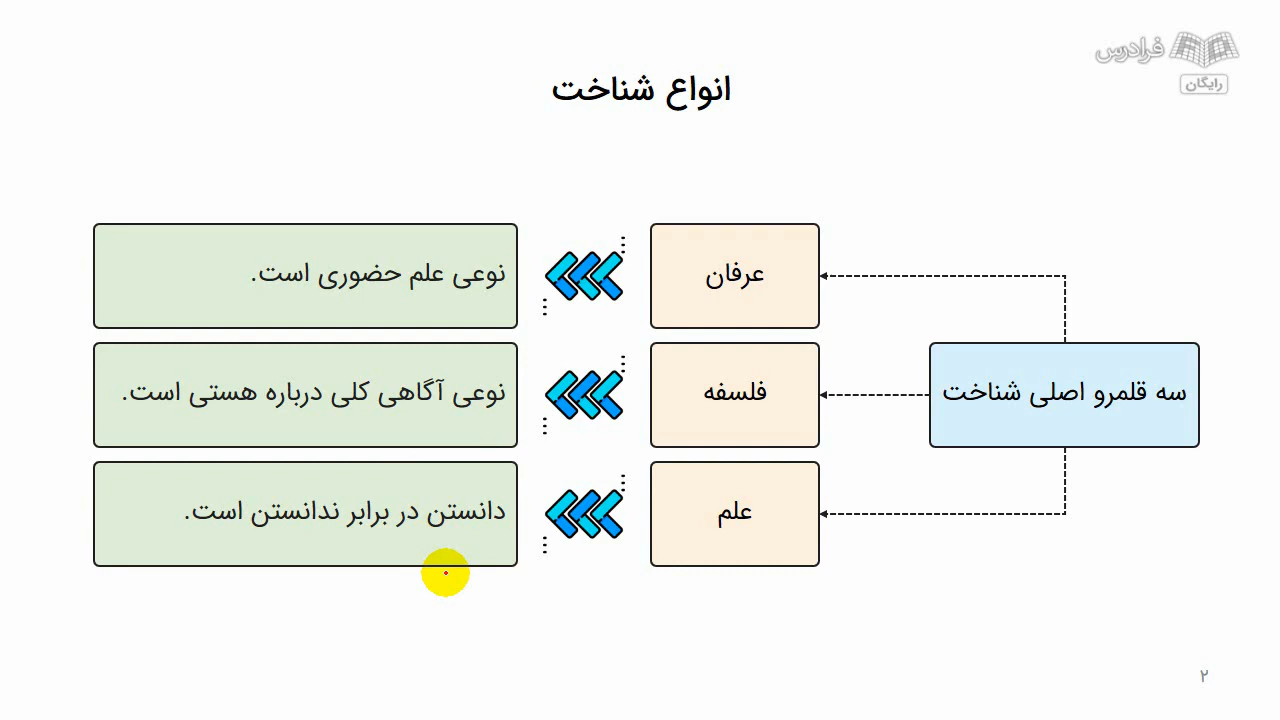 فرادرس
رایگان
انواع شناخت
سه قلمرو اصلی شناخت
عرفان
نوعی علم حضوری است.
فلسفه
نوعی آگاهی کلی درباره هستی است.
علم
دانستن در برابر ندانستن است.
۲